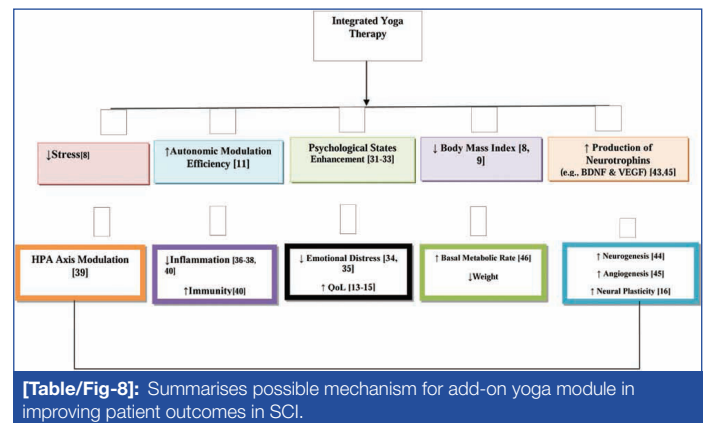 Integrated Yoga
Therapy
↓Stress[8]
↑Autonomic Modulation
Efficiency [11]
Psychological States
Enhancement [31-33]
↓ Body Mass Index [8,
9]
↑ Production of
Neurotrophins
(e.g., BDNF & VEGF) [43,45]
HPA Axis Modulation
[39]
↓Inflammation [36-38,
40]
↑Immunity[40]
↓ Emotional Distress [34,
35]
↑ QoL [13-15]
↑ Basal Metabolic Rate [46]
↓Weight
↑ Neurogenesis [44]
↑ Angiogenesis [45]
↑ Neural Plasticity [16]
[Table/Fig-8]: Summarises possible mechanism for add-on yoga module in
improving patient outcomes in SCI.